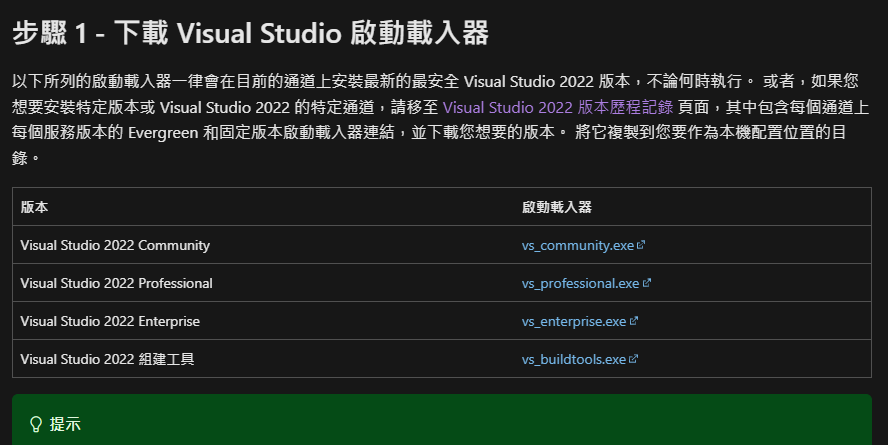 步驟 1 - 下載 Visual Studio 啟動載入器
以下所列的啟動載入器一律會在目前的通道上安裝最新的最安全 Visual Studio 2022 版本，不論何時執行。 或者，如果您
想要安裝特定版本或 Visual Studio 2022 的特定通道，請移至 Visual Studio 2022 版本歷程記錄 頁面，其中包含每個通道上
每個服務版本的 Evergreen 和固定版本啟動載入器連結，並下載您想要的版本。 將它複製到您要作為本機配置位置的目
錄。
版本 啟動載入器
Visual Studio 2022 Community vs_community.exe
Visual Studio 2022 Professional vs_professional.exe
Visual Studio 2022 Enterprise vs_enterprise.exe
Visual Studio 2022 組建工具 vs_buildtools.exe
提示